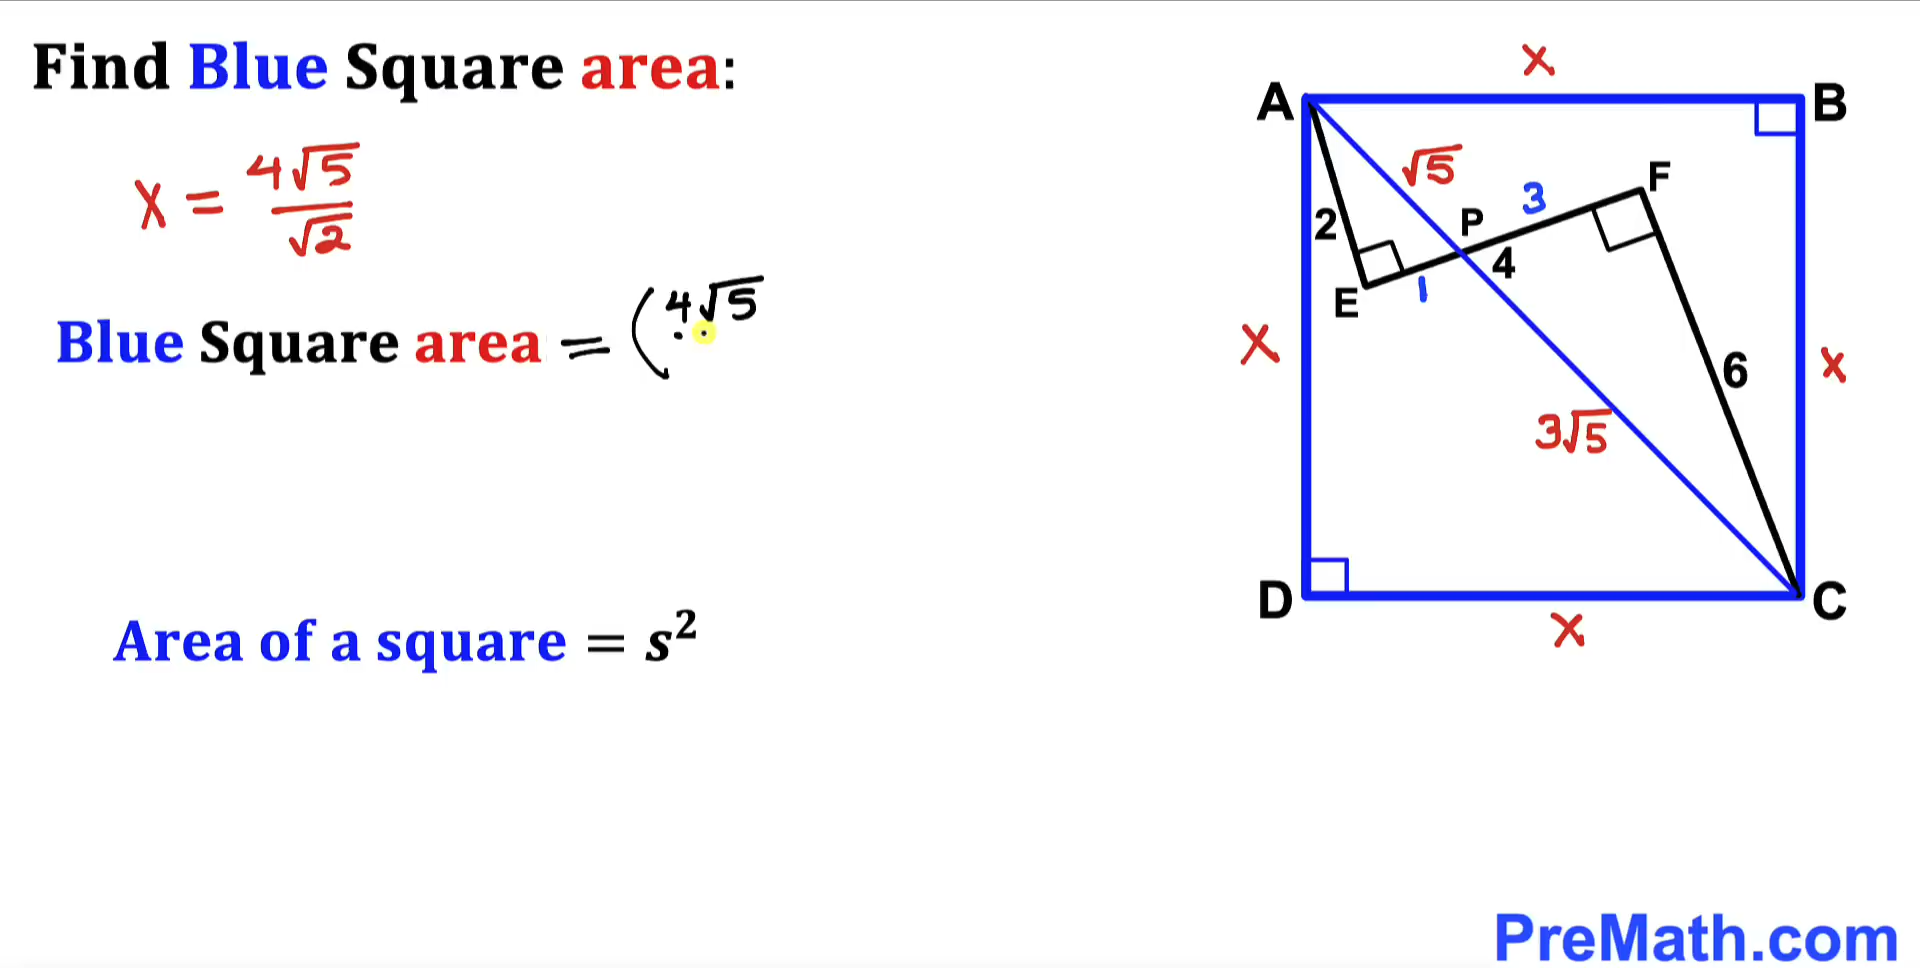 Find Blue Square area:
x = 4√5 / √2
Blue Square area = (4√5
Area of a square = s²
x
A
B
√5
3
F
2
P
4
E
1
x
6
x
3√5
D
C
x
PreMath.com